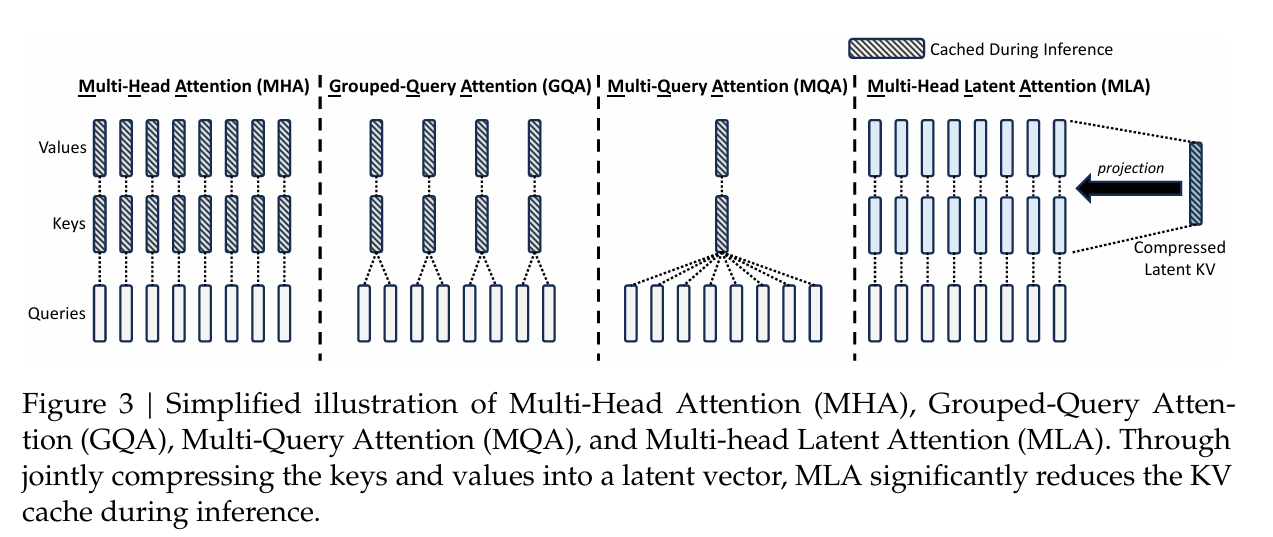 Cached During Inference
Multi-Head Attention (MHA)
Grouped-Query Attention (GQA)
Multi-Query Attention (MQA)
Multi-Head Latent Attention (MLA)
Values
Keys
Queries
projection
Compressed
Latent KV
Figure 3 | Simplified illustration of Multi-Head Attention (MHA), Grouped-Query Atten-
tion (GQA), Multi-Query Attention (MQA), and Multi-head Latent Attention (MLA). Through
jointly compressing the keys and values into a latent vector, MLA significantly reduces the KV
cache during inference.